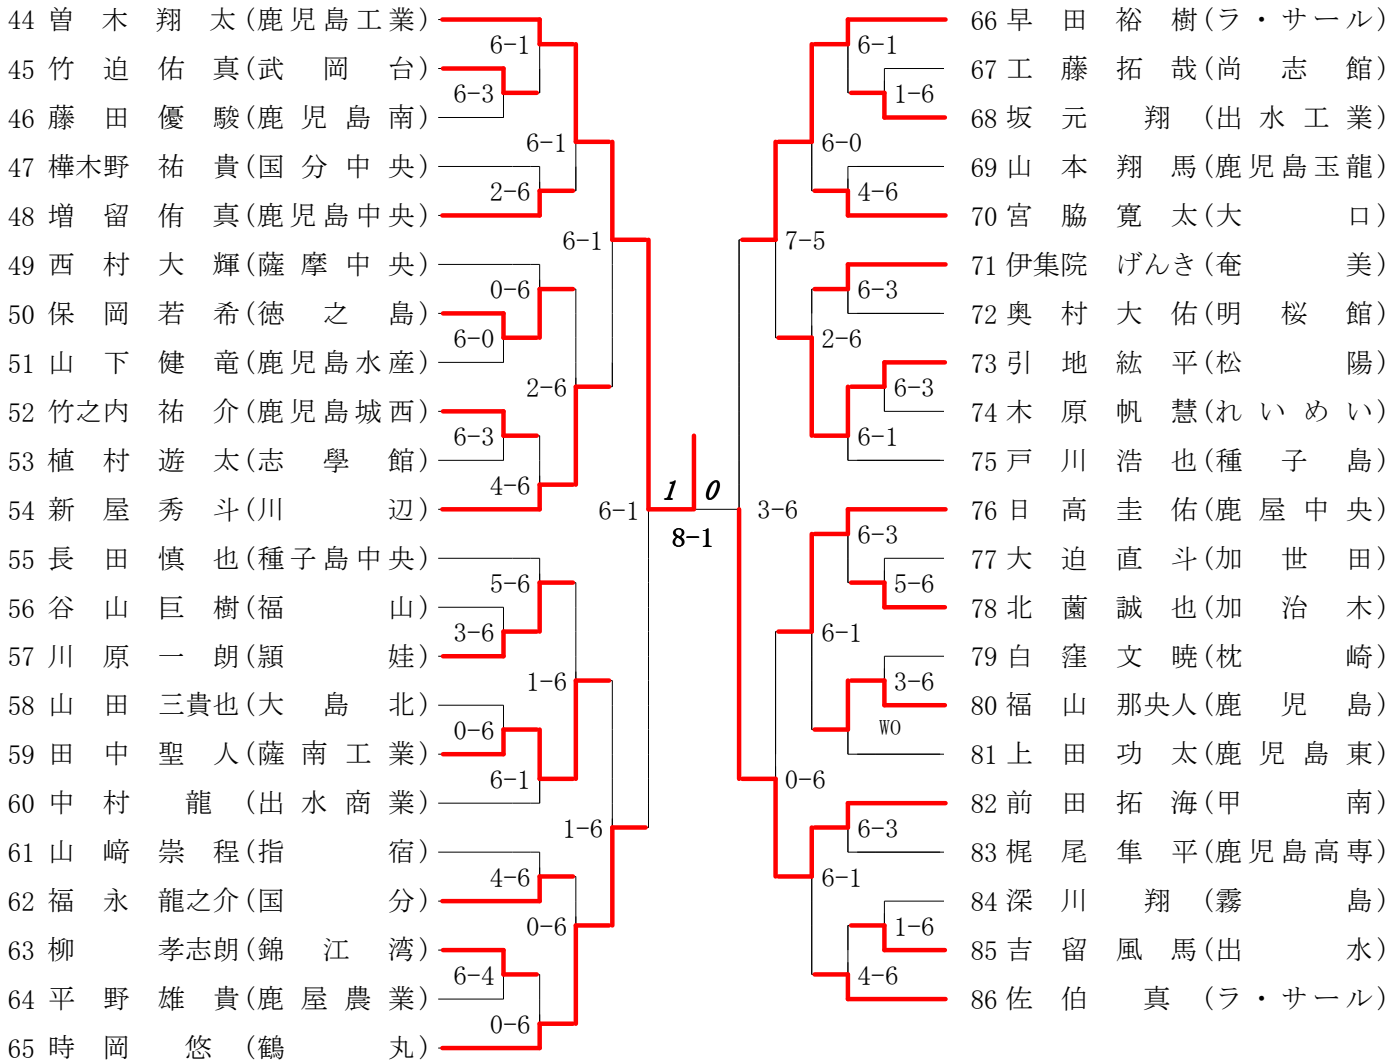 44 曽木翔太(鹿児島工業)
45 竹迫佑真(武岡台)
46 藤田優駿(鹿児島南)
47 樺木野祐貴(国分中央)
48 増留侑真(鹿児島中央)
49 西村大輝(薩摩中央)
50 保岡若希(徳之島)
51 山下健竜(鹿児島水産)
52 竹之内祐介(鹿児島城西)
53 植村遊太(志學館)
54 新屋秀斗(川辺)
55 長田慎也(種子島中央)
56 谷山巨樹(福山)
57 川原一朗(頴娃)
58 山田三貴也(大島北)
59 田中聖人(薩南工業)
60 中村龍(出水商業)
61 山﨑崇程(指宿)
62 福永龍之介(国分)
63 柳孝志朗(錦江湾)
64 平野雄貴(鹿屋農業)
65 時岡悠(鶴丸)
6-1
6-3
6-1
2-6
6-1
0-6
6-0
2-6
6-3
4-6
6-1
5-6
3-6
1-6
0-6
6-1
1-6
4-6
0-6
6-4
0-6
1 0
8-1
66 早田裕樹(ラ・サール)
67 工藤拓哉(尚志館)
68 坂元翔(出水工業)
69 山本翔馬(鹿児島玉龍)
70 宮脇寛太(大口)
71 伊集院げんき(奄美)
72 奥村大佑(明桜館)
73 引地紘平(松陽)
74 木原帆慧(れいめい)
75 戸川浩也(種子島)
76 日高圭佑(鹿屋中央)
77 大迫直斗(加世田)
78 北薗誠也(加治木)
79 白窪文暁(枕崎)
80 福山那央人(鹿児島)
81 上田功太(鹿児島東)
82 前田拓海(甲南)
83 梶尾隼平(鹿児島高専)
84 深川翔(霧島)
85 吉留風馬(出水)
86 佐伯真(ラ・サール)
6-1
1-6
6-0
4-6
7-5
6-3
2-6
6-3
6-1
3-6
6-3
5-6
6-1
3-6
WO
0-6
6-3
6-1
1-6
4-6